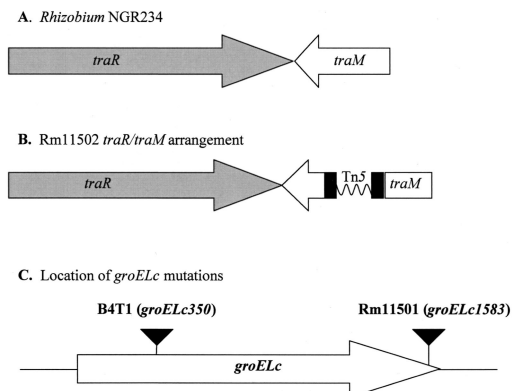 A. Rhizobium NGR234
traR traM
B. Rm11502 traR/traM arrangement
traR Tn5 traM
C. Location of groELc mutations
B4T1 (groELc350) Rm11501 (groELc1583)
groELc